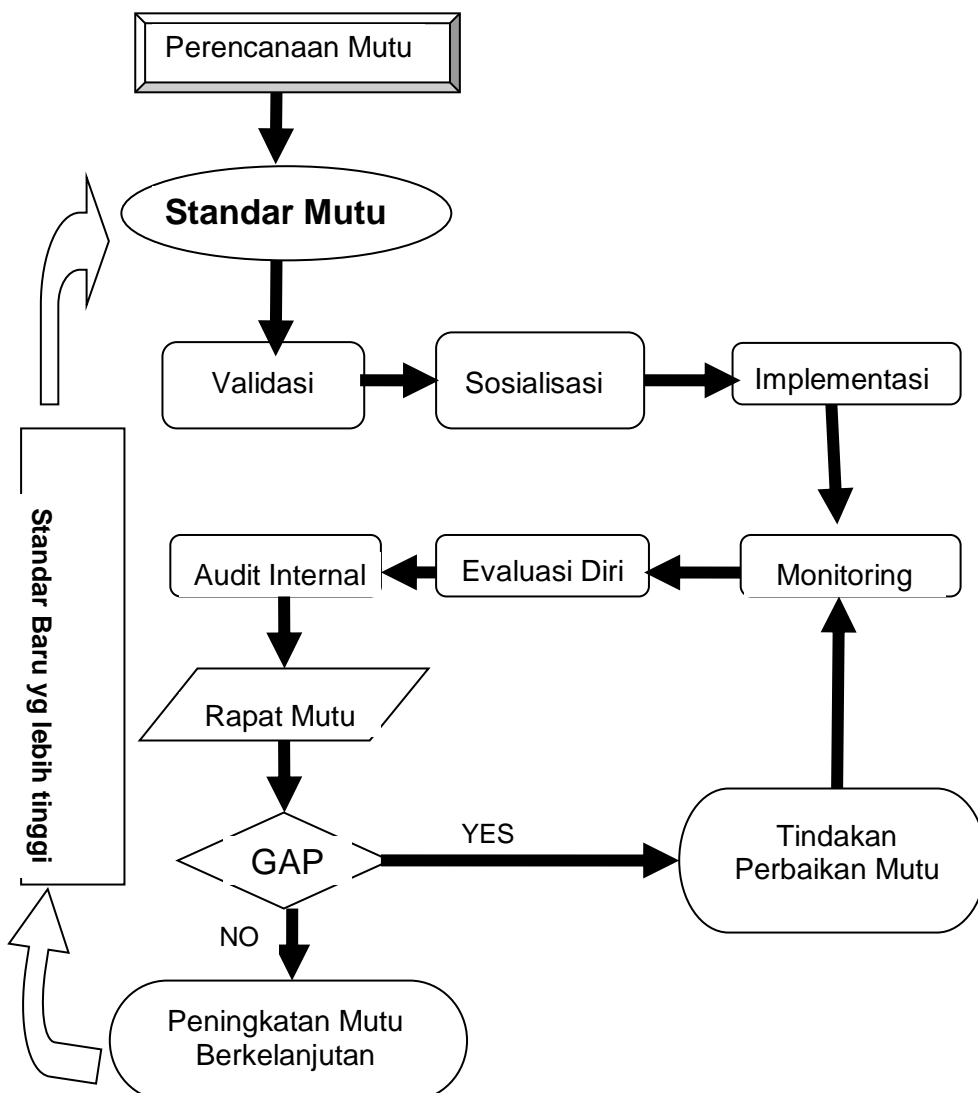 Perencanaan Mutu
Standar Mutu
Validasi
Sosialisasi
Implementasi
Audit Internal
Evaluasi Diri
Monitoring
Standar Baru yg lebih tinggi
Rapat Mutu
GAP
YES
Tindakan
Perbaikan Mutu
NO
Peningkatan Mutu
Berkelanjutan